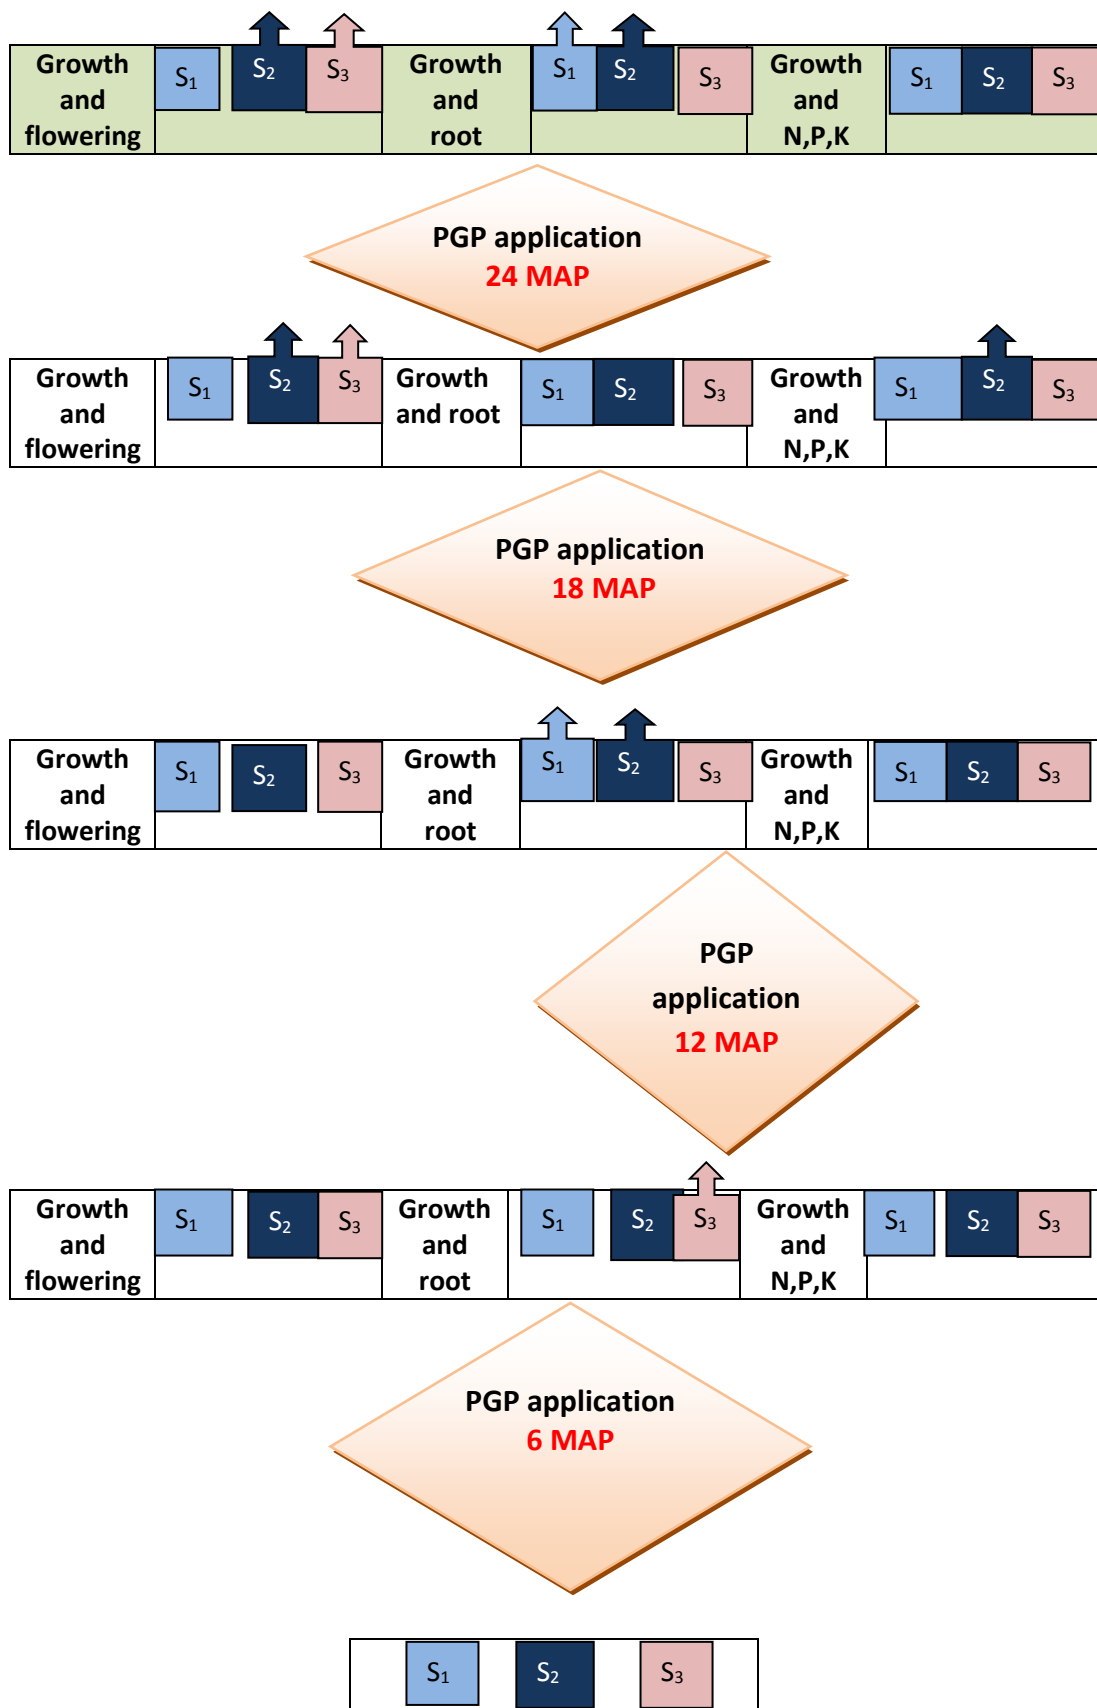 Growth
and
flowering
S₁
S₂
S₃
Growth
and
root
S₁
S₂
S₃
Growth
and
N,P,K
S₁
S₂
S₃
PGP application
24 MAP
Growth
and
flowering
S₁
S₂
S₃
Growth
and root
S₁
S₂
S₃
Growth
and
N,P,K
S₁
S₂
S₃
PGP application
18 MAP
Growth
and
flowering
S₁
S₂
S₃
Growth
and
root
S₁
S₂
S₃
Growth
and
N,P,K
S₁
S₂
S₃
PGP
application
12 MAP
Growth
and
flowering
S₁
S₂
S₃
Growth
and
root
S₁
S₂
S₃
Growth
and
N,P,K
S₁
S₂
S₃
PGP application
6 MAP
S₁
S₂
S₃